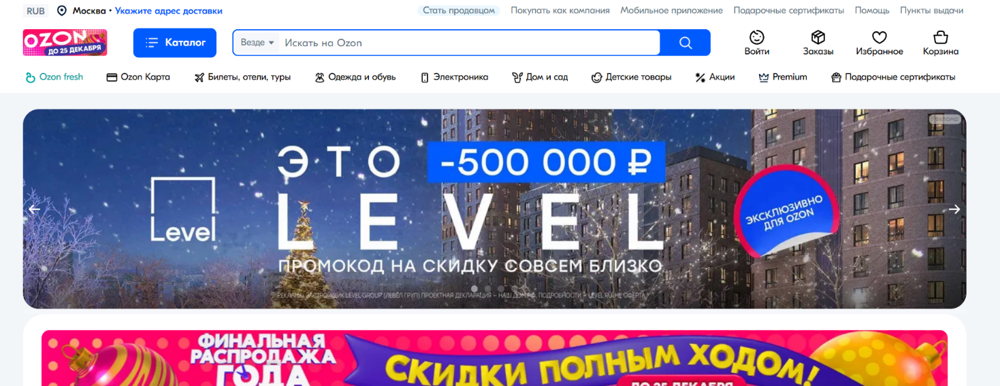 RUB Москва • Укажите адрес доставки Стать продавцом Покупать как компания Мобильное приложение Подарочные сертификаты Помощь Пункты выдачи
OZON
ДО 25 ДЕКАБРЯ
Каталог Везде Искать на Ozon Войти Заказы Избранное Корзина
Ozon fresh Ozon Карта Билеты, отели, туры Одежда и обувь Электроника Дом и сад Детские товары Акции Premium Подарочные сертификаты
Реклама
ЭТО -500 000 ₽
Level
LEVEL
ЭКСКЛЮЗИВНО
ДЛЯ OZON
ПРОМОКОД НА СКИДКУ СОВСЕМ БЛИЗКО
РЕКЛАМА. ЗАСТРОЙЩИК LEVEL GROUP (ЛЕВЕЛ ГРУП) ПРОЕКТНАЯ ДЕКЛАРАЦИЯ – НАШ.ДОМ.РФ. ПОДРОБНОСТИ – LEVEL.RU. НЕ ОФЕРТА
ФИНАЛЬНАЯ
РАСПРОДАЖА
ГОДА
СКИДКИ ПОЛНЫМ ХОДОМ!
ДО 25 ДЕКАБРЯ